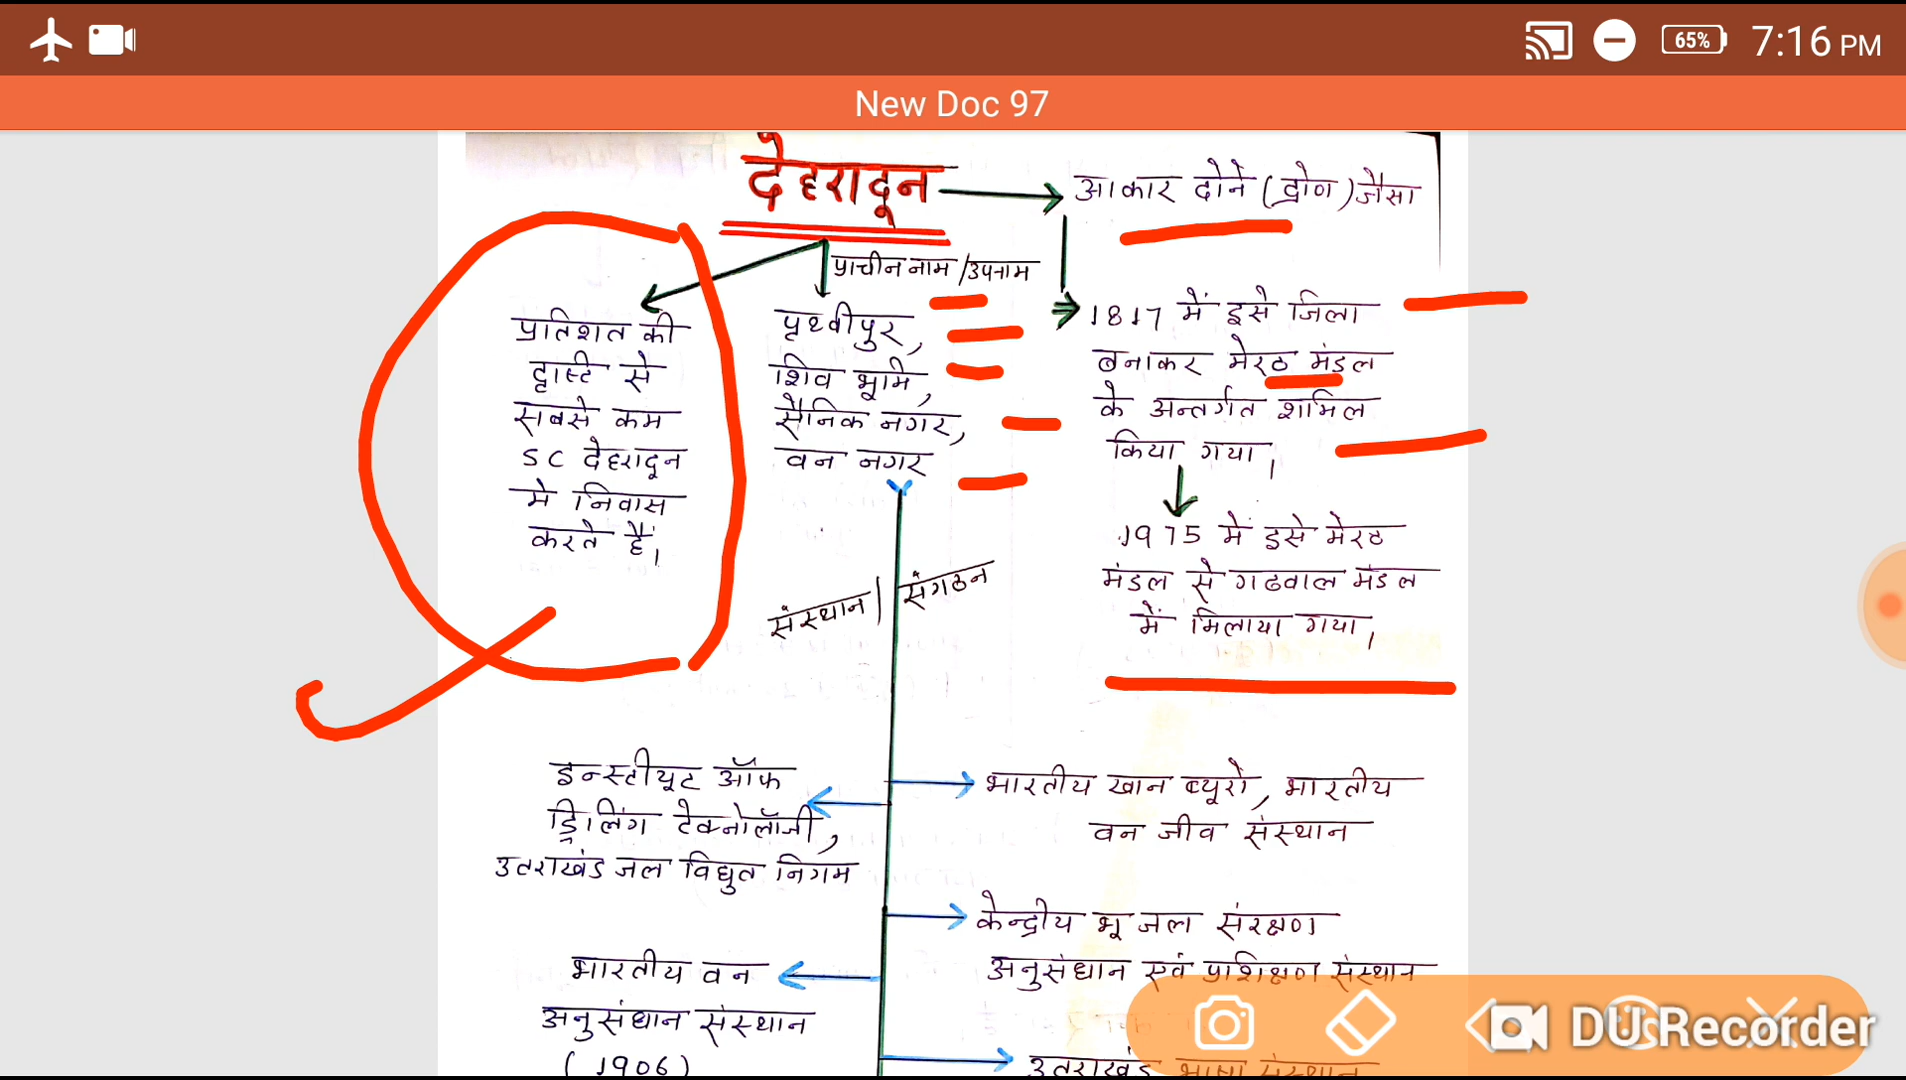 65% 7:16 PM
New Doc 97
देहरादून
आकार दोने (द्रोण) जैसा
प्राचीन नाम / उपनाम
प्रतिशत की
दृष्टि से
सबसे कम
SC देहरादून
मे निवास
करते हैं।
पृथ्वीपुर,
शिव भूमि,
सैनिक नगर,
वन नगर
1817 में इसे जिला
बनाकर मेरठ मंडल
के अन्तर्गत शामिल
किया गया।
1975 में इसे मेरठ
मंडल से गढवाल मंडल
में मिलाया गया।
संस्थान / संगठन
इन्स्टीयूट ऑफ
ड्रिलिंग टेक्नोलॉजी,
उतराखंड जल विद्युत निगम
भारतीय खान ब्यूरो, भारतीय
वन जीव संस्थान
केन्द्रीय भू जल संरक्षण
अनुसंधान एवं प्रशिक्षण संस्थान
भारतीय वन
अनुसंधान संस्थान
(1906)
उतराखंड भाषा संस्थान
DU Recorder